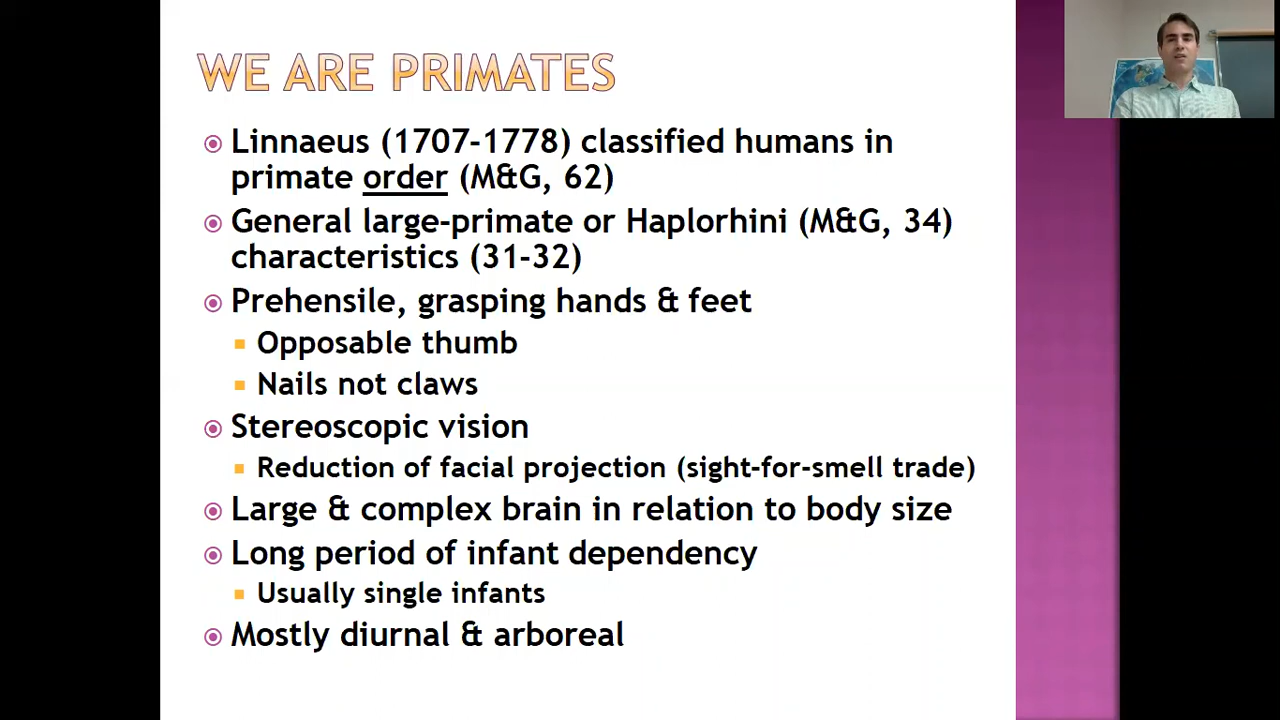 WE ARE PRIMATES
Linnaeus (1707-1778) classified humans in
primate order (M&G, 62)
General large-primate or Haplorhini (M&G, 34)
characteristics (31-32)
Prehensile, grasping hands & feet
Opposable thumb
Nails not claws
Stereoscopic vision
Reduction of facial projection (sight-for-smell trade)
Large & complex brain in relation to body size
Long period of infant dependency
Usually single infants
Mostly diurnal & arboreal